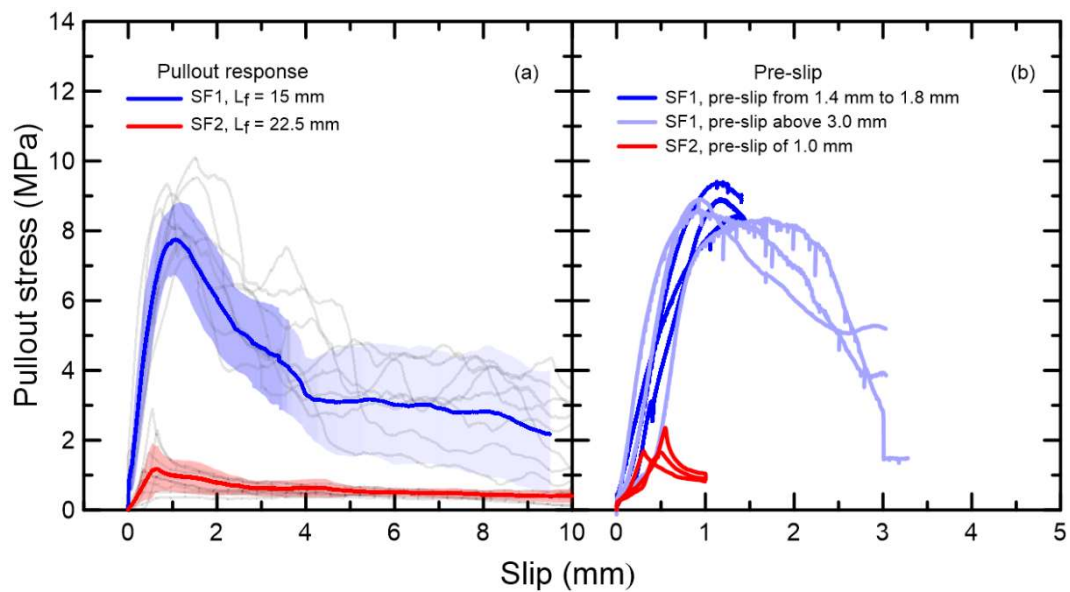 14
12
10
8
6
4
2
0
Pullout stress (MPa)
Pullout response
(a)
SF1, Lf = 15 mm
SF2, Lf = 22.5 mm
Pre-slip
(b)
SF1, pre-slip from 1.4 mm to 1.8 mm
SF1, pre-slip above 3.0 mm
SF2, pre-slip of 1.0 mm
0 2 4 6 8 10 0 1 2 3 4 5
Slip (mm)